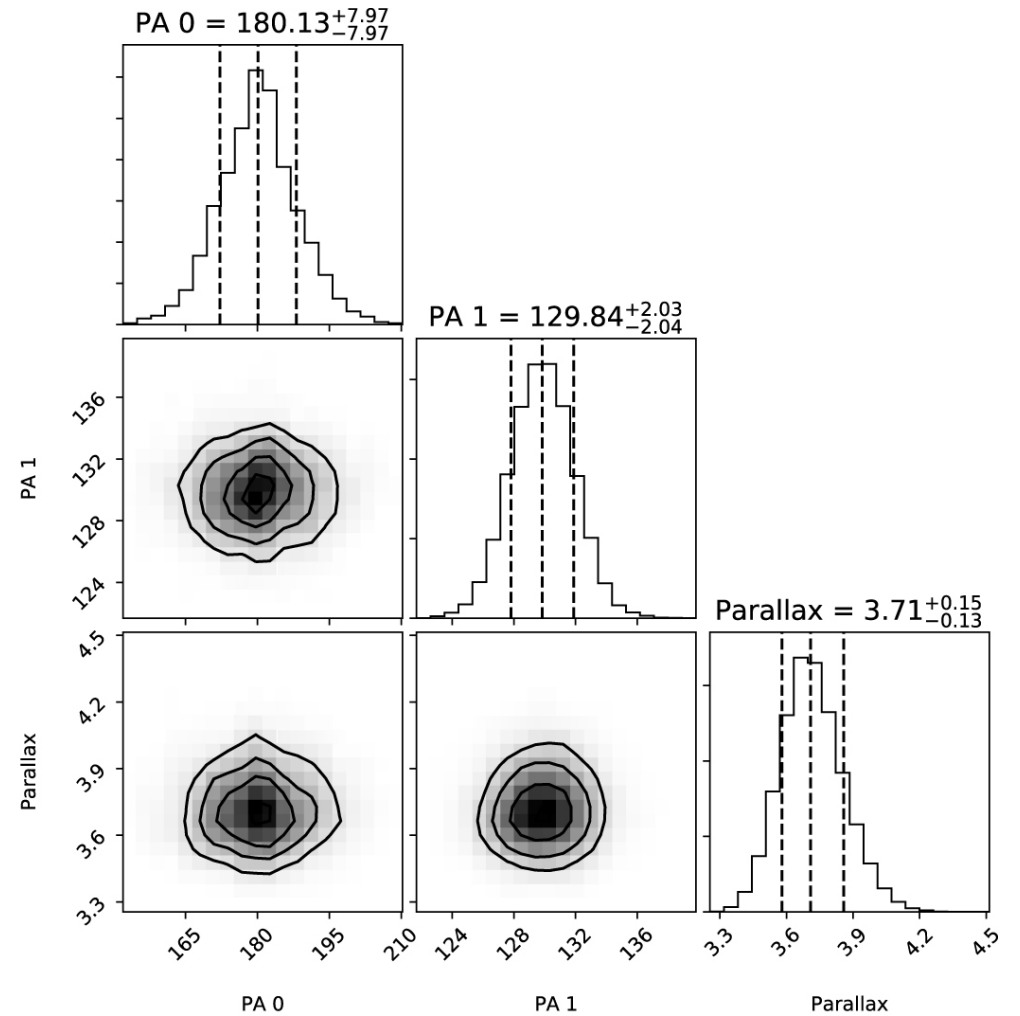 PA 0 = 180.13+7.97−7.97
PA 1 = 129.84+2.03−2.04
136
132
128
124
PA 1
Parallax = 3.71+0.15−0.13
4.5
4.2
3.9
3.6
3.3
Parallax
165 180 195 210
124 128 132 136
3.3 3.6 3.9 4.2 4.5
PA 0 PA 1 Parallax